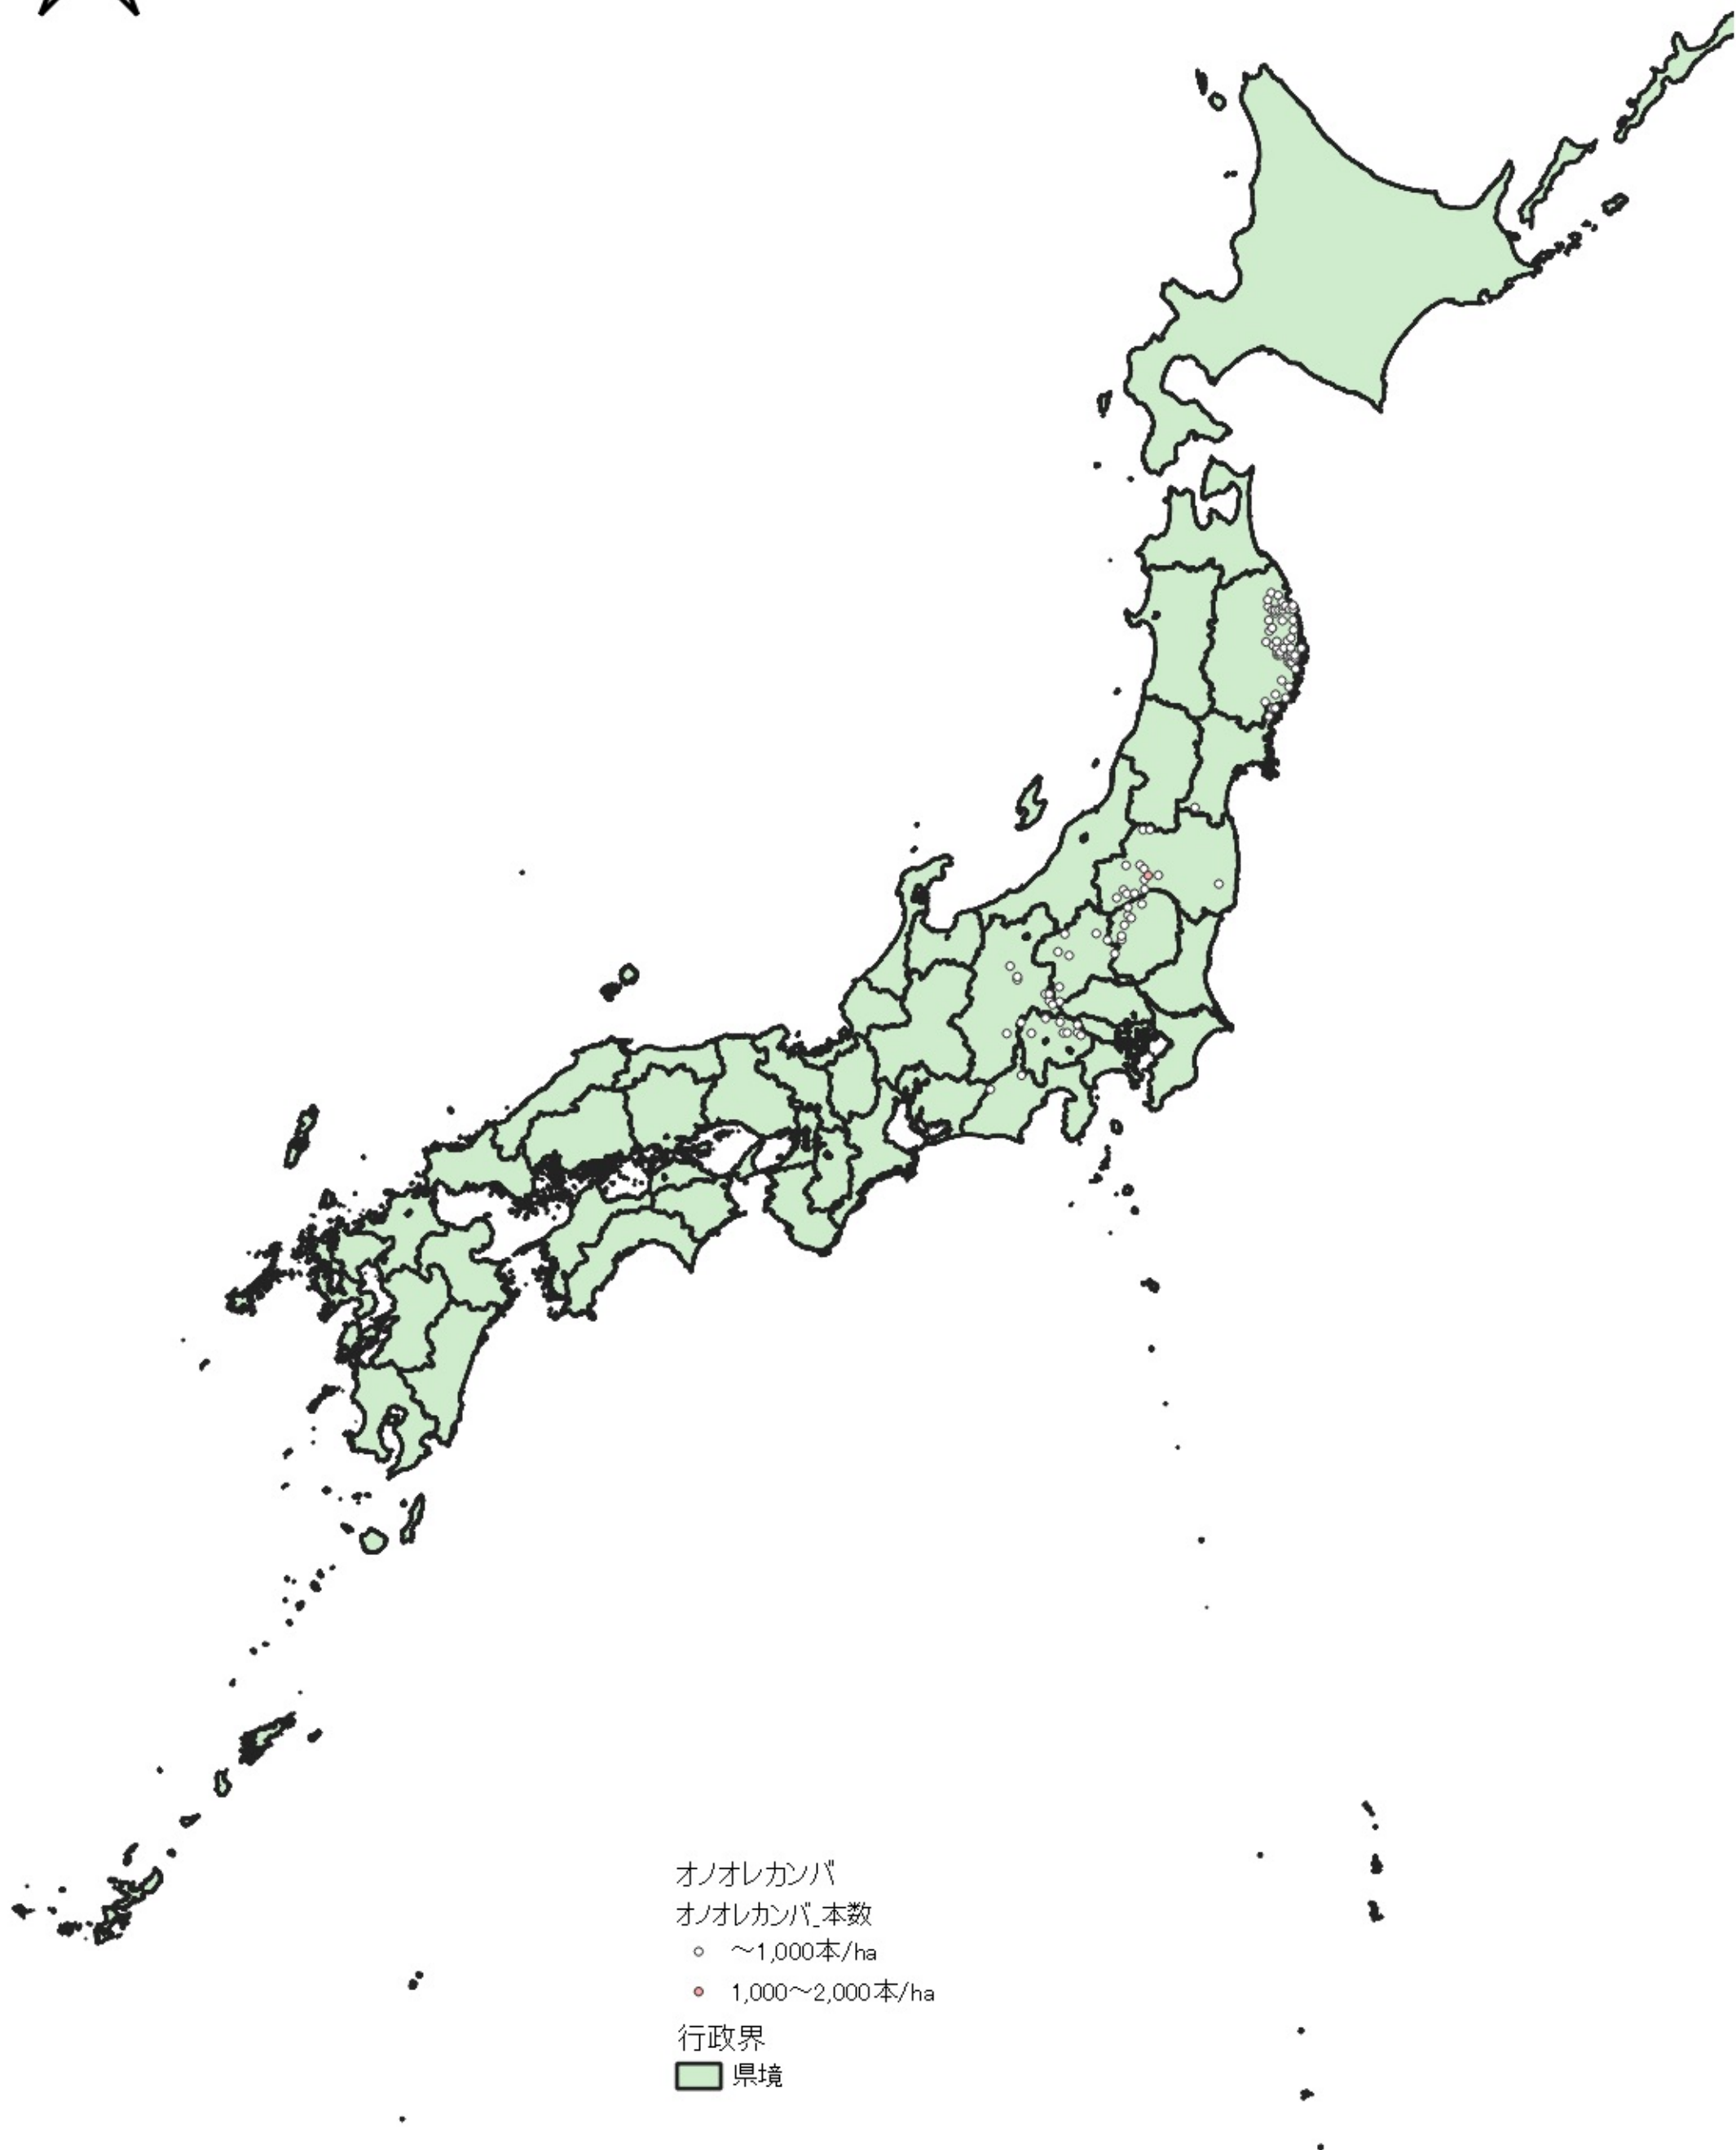 オノオレカンバ
オノオレカンバ_本数
～1,000本/ha
1,000～2,000本/ha
行政界
県境